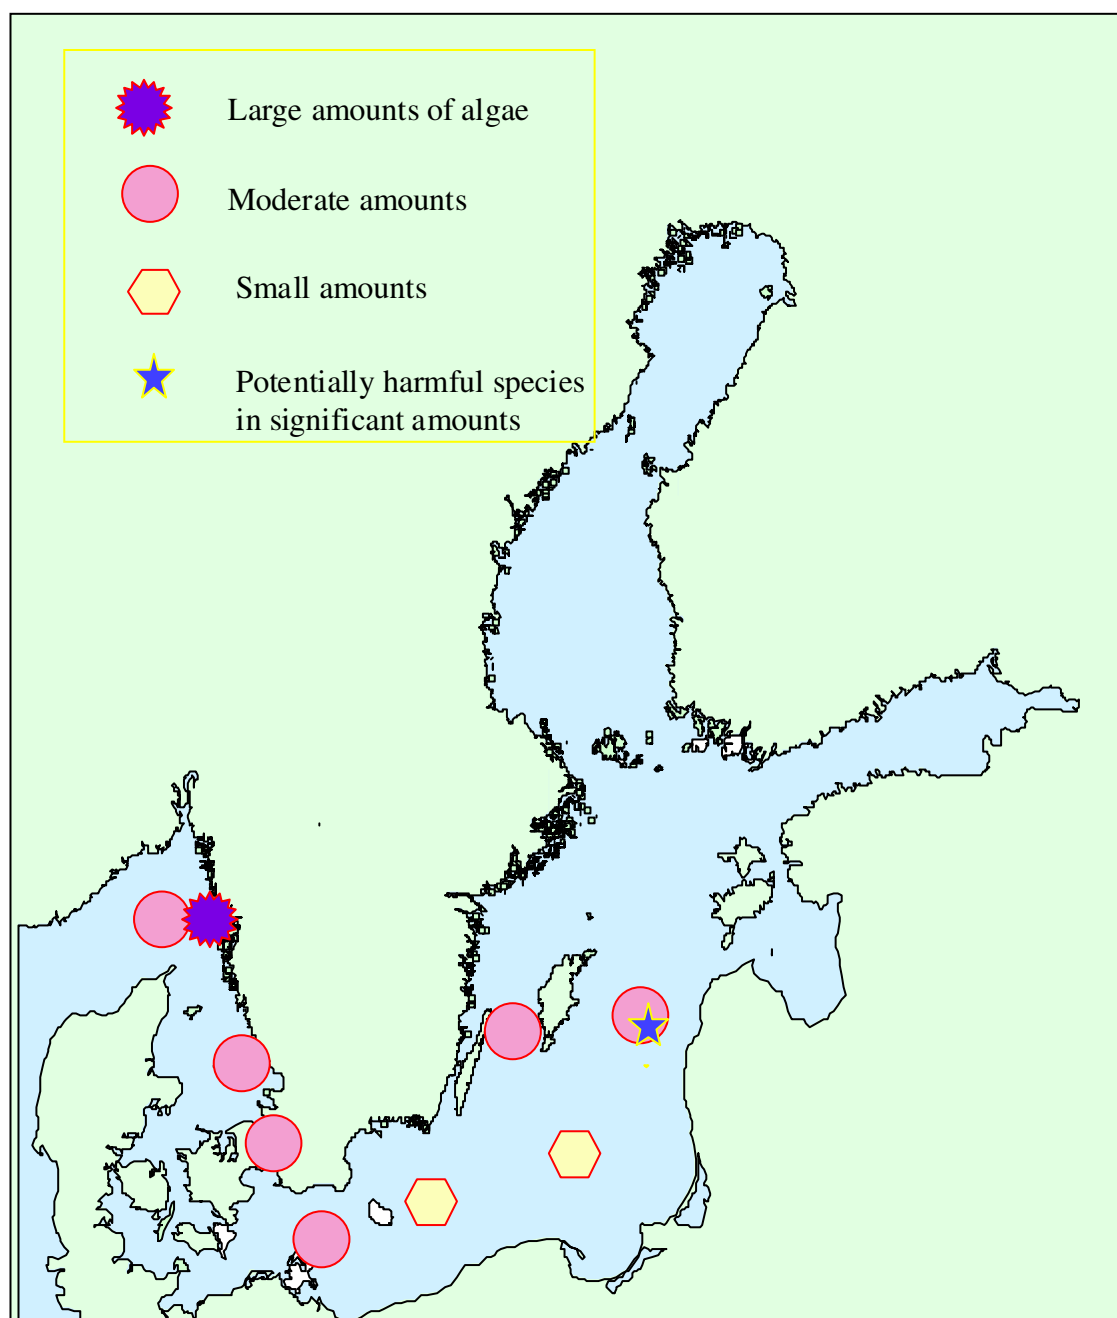 Large amounts of algae
Moderate amounts
Small amounts
Potentially harmful species
in significant amounts